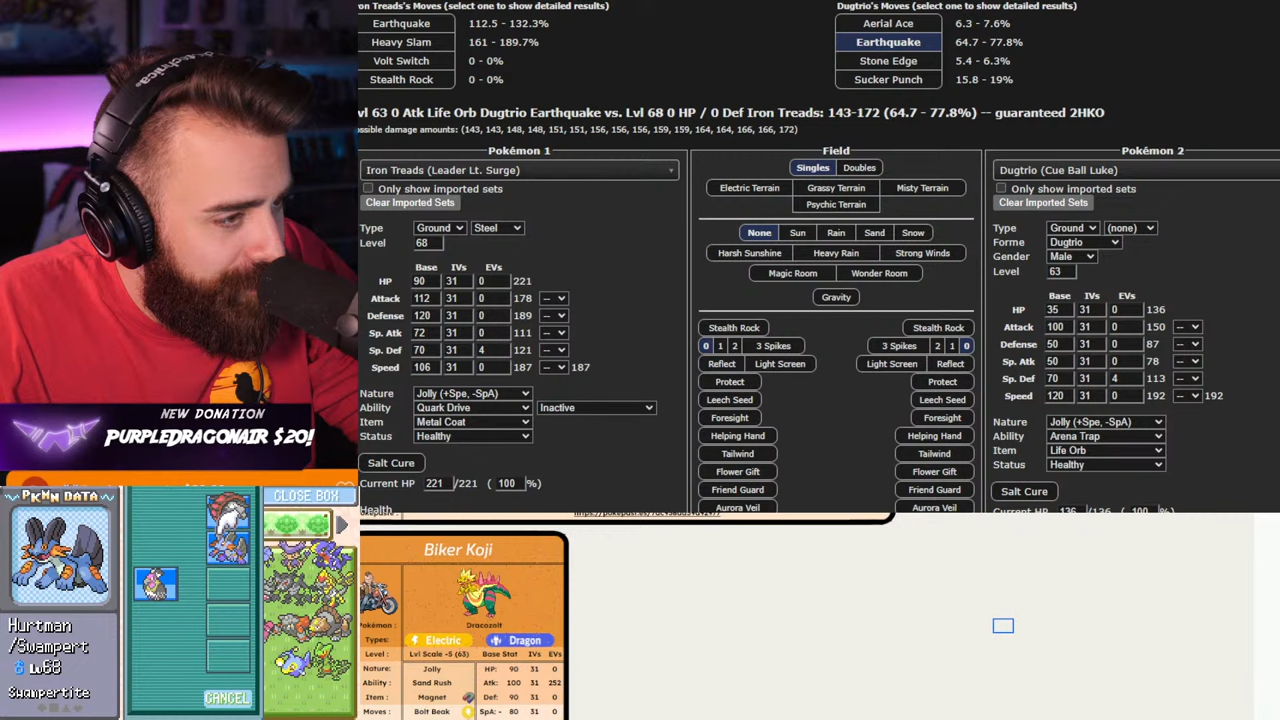 ron Treads's Moves (select one to show detailed results)
Earthquake 112.5 - 132.3%
Heavy Slam 161 - 189.7%
Volt Switch 0 - 0%
Stealth Rock 0 - 0%
Dugtrio's Moves (select one to show detailed results)
Aerial Ace 6.3 - 7.6%
Earthquake 64.7 - 77.8%
Stone Edge 5.4 - 6.3%
Sucker Punch 15.8 - 19%
vl 63 0 Atk Life Orb Dugtrio Earthquake vs. Lvl 68 0 HP / 0 Def Iron Treads: 143-172 (64.7 - 77.8%) -- guaranteed 2HKO
ossible damage amounts: (143, 143, 148, 148, 151, 151, 156, 156, 156, 159, 159, 164, 164, 166, 166, 172)
Pokémon 1
Iron Treads (Leader Lt. Surge)
Only show imported sets
Clear Imported Sets
Type Ground Steel
Level 68
Base IVs EVs
HP 90 31 0 221
Attack 112 31 0 178 --
Defense 120 31 0 189 --
Sp. Atk 72 31 0 111 --
Sp. Def 70 31 4 121 --
Speed 106 31 0 187 -- 187
Nature Jolly (+Spe, -SpA)
Ability Quark Drive Inactive
Item Metal Coat
Status Healthy
Salt Cure
Current HP 221 /221 ( 100 %)
Health
Field
Singles Doubles
Electric Terrain Grassy Terrain Misty Terrain
Psychic Terrain
None Sun Rain Sand Snow
Harsh Sunshine Heavy Rain Strong Winds
Magic Room Wonder Room
Gravity
Stealth Rock Stealth Rock
0 1 2 3 Spikes 3 Spikes 2 1 0
Reflect Light Screen Light Screen Reflect
Protect Protect
Leech Seed Leech Seed
Foresight Foresight
Helping Hand Helping Hand
Tailwind Tailwind
Flower Gift Flower Gift
Friend Guard Friend Guard
Aurora Veil Aurora Veil
Pokémon 2
Dugtrio (Cue Ball Luke)
Only show imported sets
Clear Imported Sets
Type Ground (none)
Forme Dugtrio
Gender Male
Level 63
Base IVs EVs
HP 35 31 0 136
Attack 100 31 0 150 --
Defense 50 31 0 87 --
Sp. Atk 50 31 0 78 --
Sp. Def 70 31 4 113 --
Speed 120 31 0 192 -- 192
Nature Jolly (+Spe, -SpA)
Ability Arena Trap
Item Life Orb
Status Healthy
Salt Cure
Current HP 136 /136 ( 100 %)
NEW DONATION
PURPLEDRAGONAIR $20!
PKMN DATA
CLOSE BOX
Hurtman
/Swampert
♂ Lv68
Swampertite
CANCEL
Biker Koji
Pokémon : Dracozolt
Types: Electric Dragon
Level : Lvl Scale -5 (63) Base Stat IVs EVs
Nature: Jolly HP: 90 31 0
Ability: Sand Rush Atk: 100 31 252
Item : Magnet Def: 90 31 0
Moves : Bolt Beak SpA: - 80 31 0